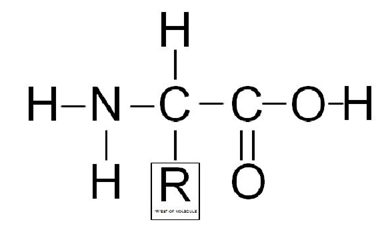 H
H N C C O H
H R O
"REST" OF MOLECULE